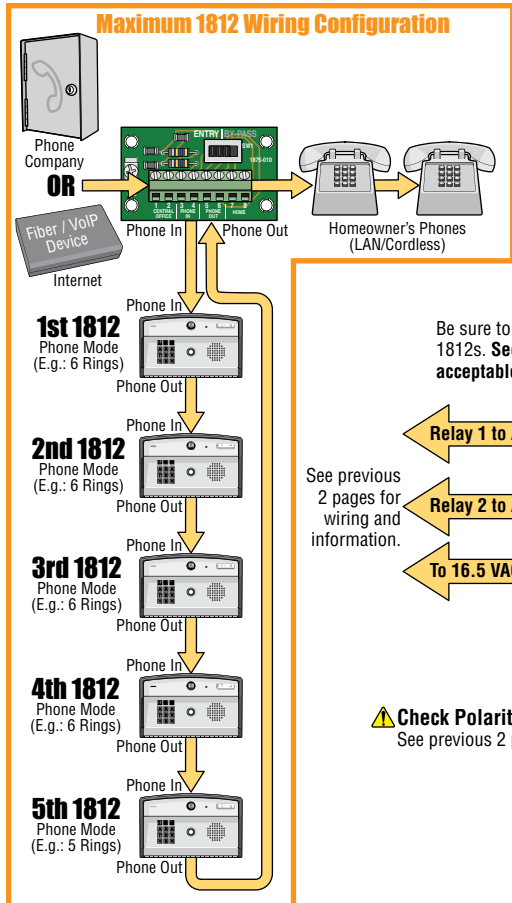 Maximum 1812 Wiring Configuration
Phone
Company
OR
Fiber / VoIP
Device
Internet
ENTRY BY-PASS
SW1
1875-010
1 2 3 4 5 6 7 8
CENTRAL OFFICE PHONE IN PHONE OUT HOME
Phone In
Phone Out
Homeowner's Phones
(LAN/Cordless)
Phone In
1st 1812
Phone Mode
(E.g.: 6 Rings)
Phone Out
Phone In
2nd 1812
Phone Mode
(E.g.: 6 Rings)
Phone Out
Phone In
3rd 1812
Phone Mode
(E.g.: 6 Rings)
Phone Out
Phone In
4th 1812
Phone Mode
(E.g.: 6 Rings)
Phone Out
Phone In
5th 1812
Phone Mode
(E.g.: 5 Rings)
Phone Out
Be sure to
1812s. See
acceptable
Relay 1 to
See previous
2 pages for
wiring and
information.
Relay 2 to
To 16.5 VAC
Check Polarit
See previous 2 p